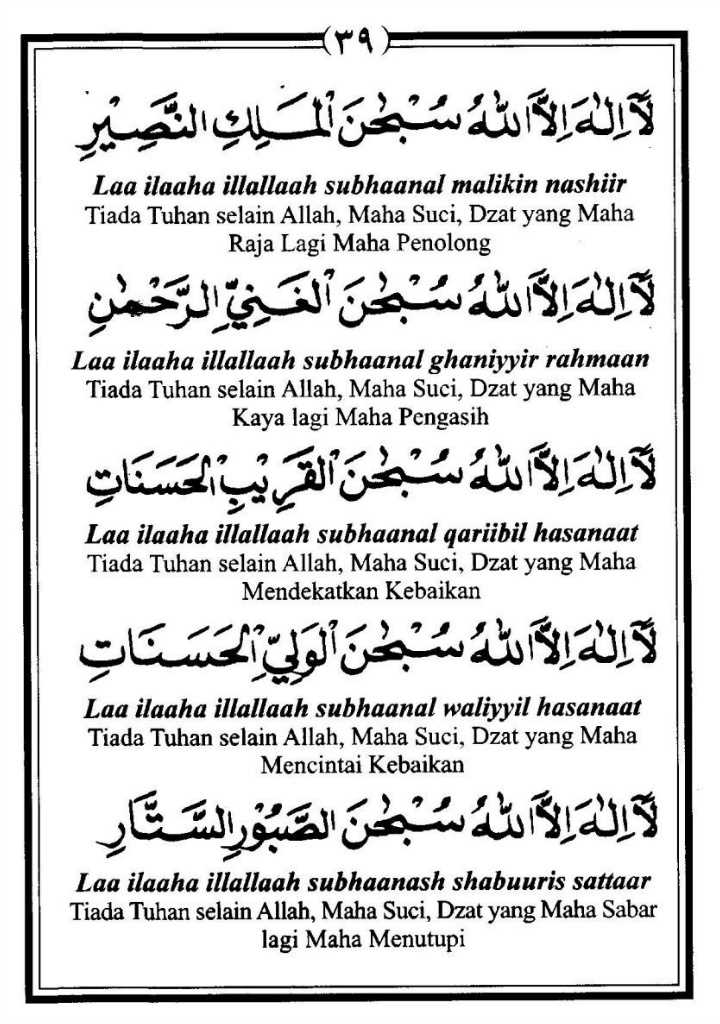 (٣٩)
لَآ اِلٰهَ اِلَّا اللّٰهُ سُبْحٰنَ الْمَلِكِ النَّصِيْرِ
Laa ilaaha illallaah subhaanal malikin nashiir
Tiada Tuhan selain Allah, Maha Suci, Dzat yang Maha
Raja Lagi Maha Penolong
لَآ اِلٰهَ اِلَّا اللّٰهُ سُبْحٰنَ الْغَنِيِّ الرَّحْمٰنِ
Laa ilaaha illallaah subhaanal ghaniyyir rahmaan
Tiada Tuhan selain Allah, Maha Suci, Dzat yang Maha
Kaya lagi Maha Pengasih
لَآ اِلٰهَ اِلَّا اللّٰهُ سُبْحٰنَ الْقَرِيْبِ الْحَسَنَاتِ
Laa ilaaha illallaah subhaanal qariibil hasanaat
Tiada Tuhan selain Allah, Maha Suci, Dzat yang Maha
Mendekatkan Kebaikan
لَآ اِلٰهَ اِلَّا اللّٰهُ سُبْحٰنَ الْوَلِيِّ الْحَسَنَاتِ
Laa ilaaha illallaah subhaanal waliyyil hasanaat
Tiada Tuhan selain Allah, Maha Suci, Dzat yang Maha
Mencintai Kebaikan
لَآ اِلٰهَ اِلَّا اللّٰهُ سُبْحٰنَ الصَّبُوْرِ السَّتَّارِ
Laa ilaaha illallaah subhaanash shabuuris sattaar
Tiada Tuhan selain Allah, Maha Suci, Dzat yang Maha Sabar
lagi Maha Menutupi